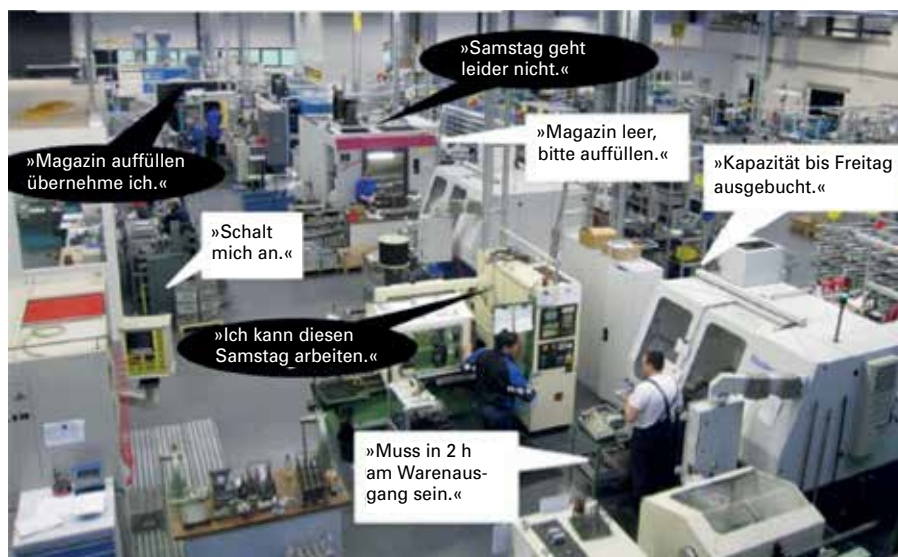 »Samstag geht
leider nicht.«
»Magazin leer,
bitte auffüllen.«
»Magazin auffüllen
übernehme ich.«
»Kapazität bis Freitag
ausgebucht.«
»Schalt
mich an.«
»Ich kann diesen
Samstag arbeiten.«
»Muss in 2 h
am Warenaus-
gang sein.«